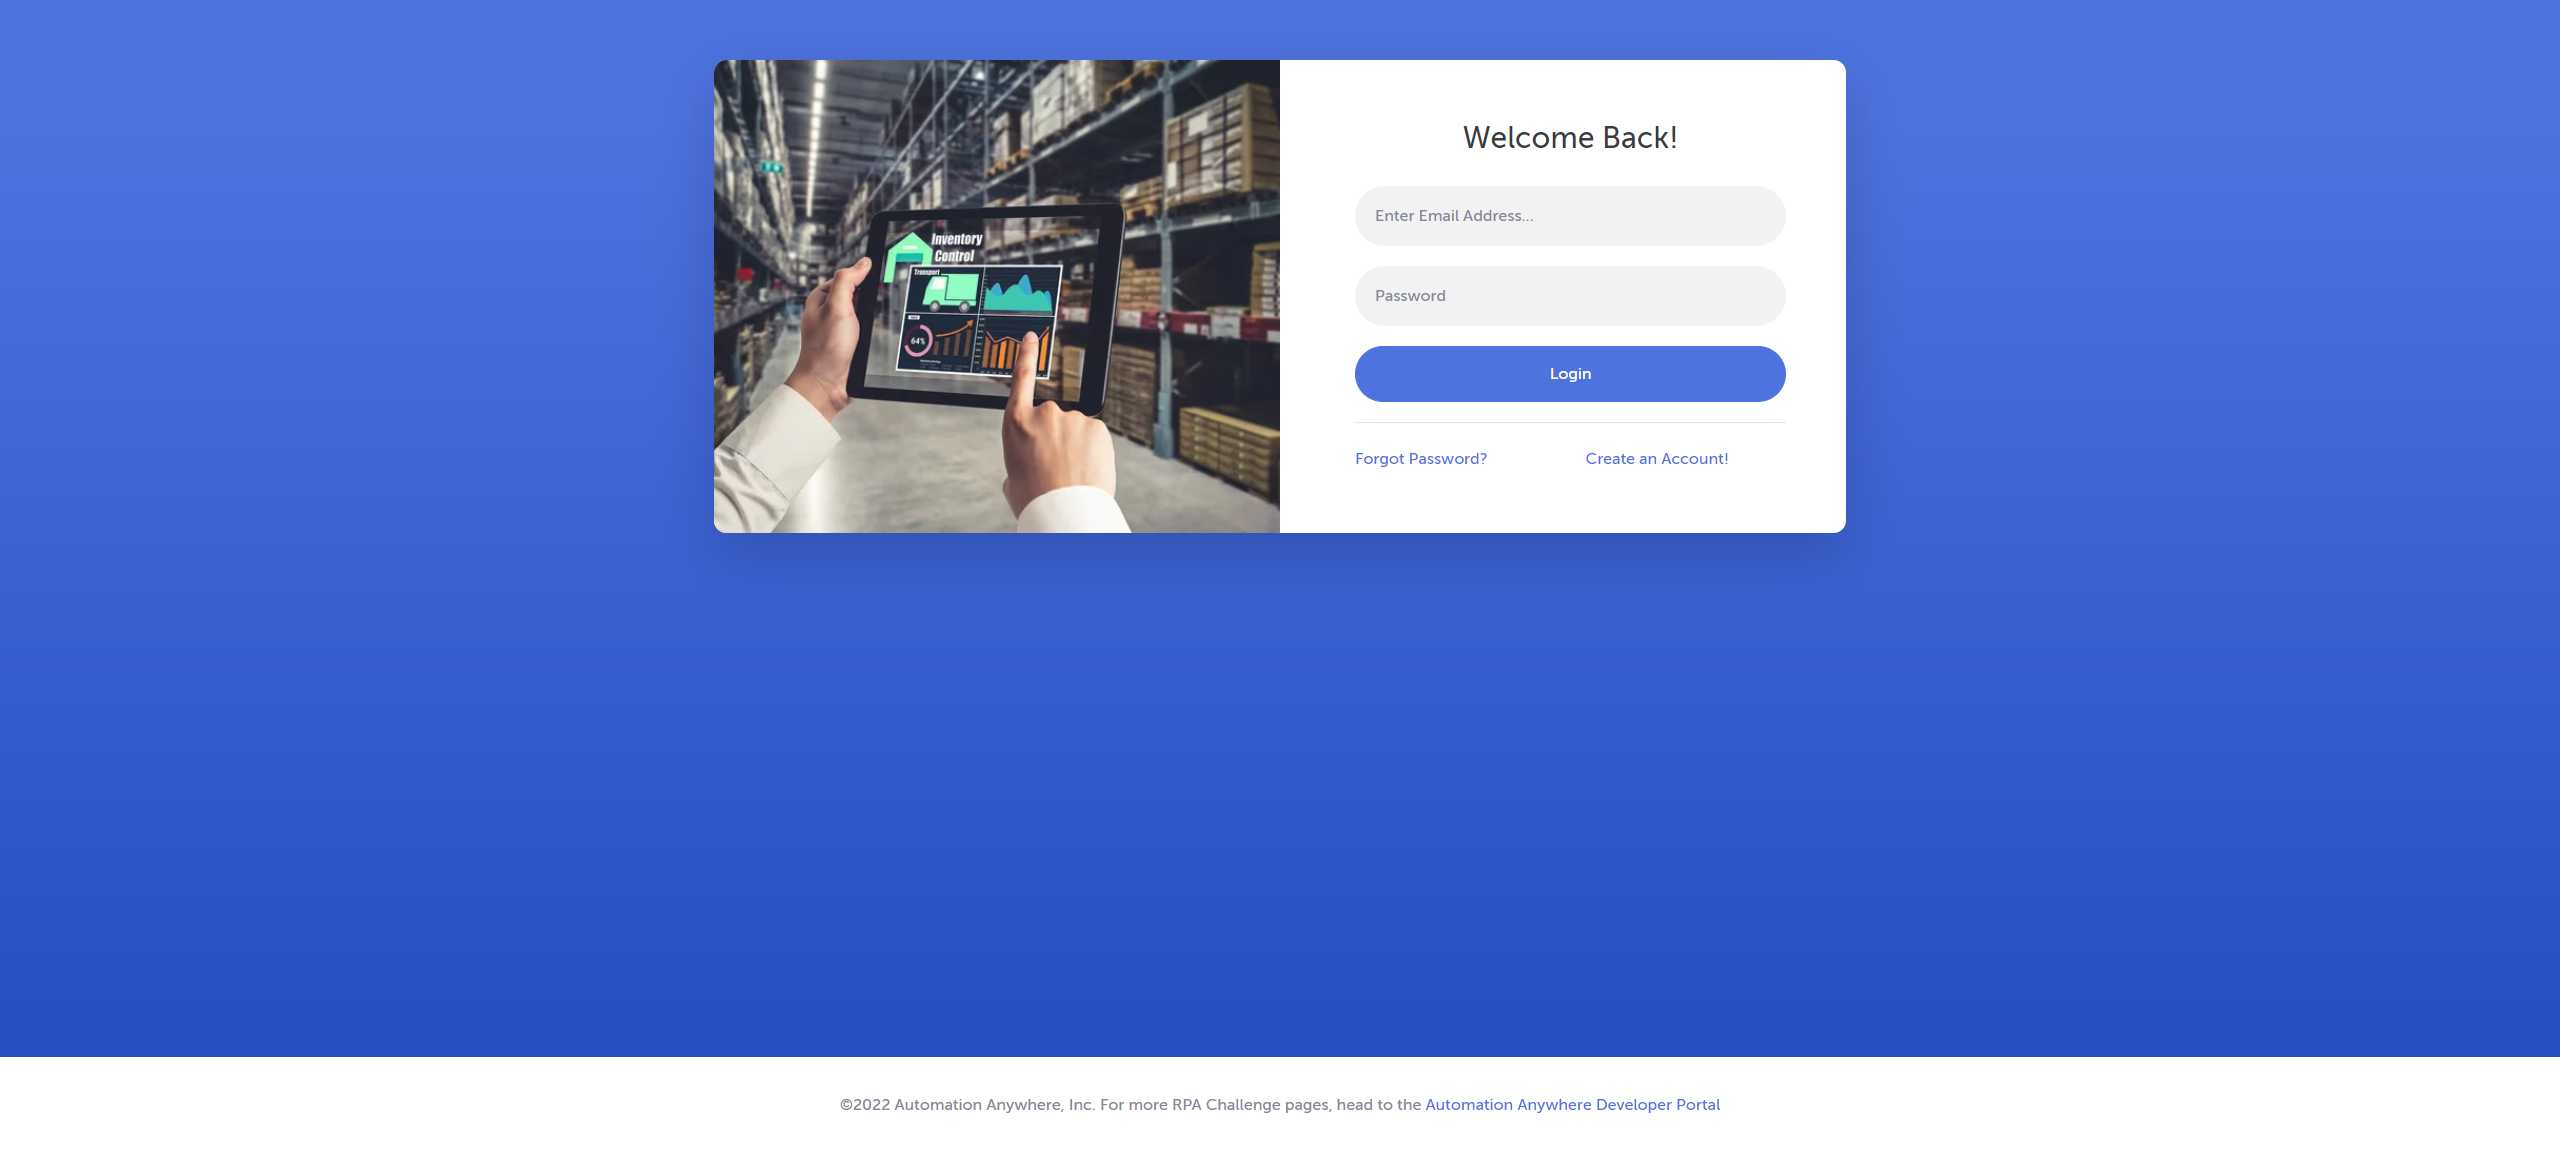 Welcome Back!
Enter Email Address...
Password
Login
Forgot Password?
Create an Account!
Inventory
Control
Transport
64%
©2022 Automation Anywhere, Inc. For more RPA Challenge pages, head to the Automation Anywhere Developer Portal